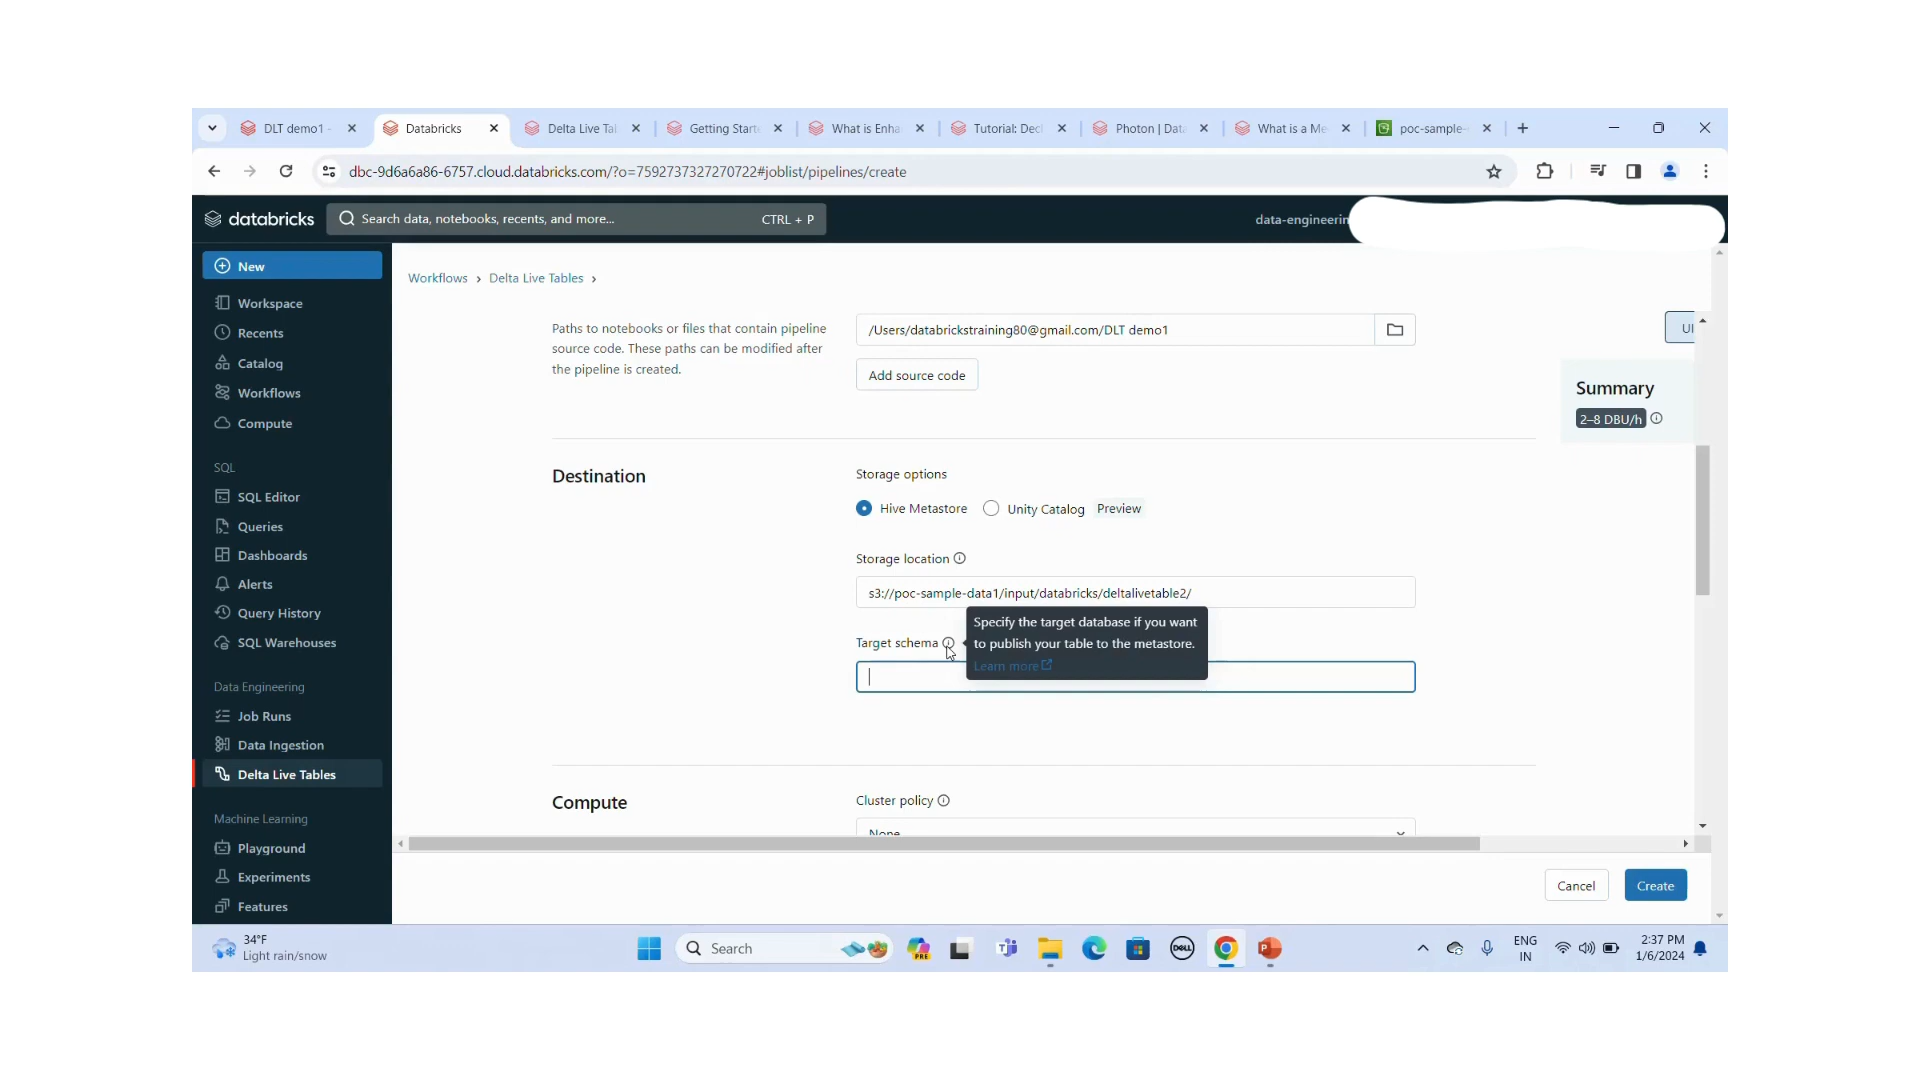 DLT demo1 -
Databricks
Delta Live Tal
Getting Starte
What is Enha
Tutorial: Decl
Photon | Data
What is a Me
poc-sample-
dbc-9d6a6a86-6757.cloud.databricks.com/?o=7592737327270722#joblist/pipelines/create
databricks
Search data, notebooks, recents, and more...
CTRL + P
data-engineerin
New
Workspace
Recents
Catalog
Workflows
Compute
SQL
SQL Editor
Queries
Dashboards
Alerts
Query History
SQL Warehouses
Data Engineering
Job Runs
Data Ingestion
Delta Live Tables
Machine Learning
Playground
Experiments
Features
Workflows › Delta Live Tables ›
Paths to notebooks or files that contain pipeline
source code. These paths can be modified after
the pipeline is created.
/Users/databrickstraining80@gmail.com/DLT demo1
Add source code
UI
Summary
2–8 DBU/h
Destination
Storage options
Hive Metastore
Unity Catalog
Preview
Storage location
s3://poc-sample-data1/input/databricks/deltalivetable2/
Target schema
Specify the target database if you want
to publish your table to the metastore.
Learn more
Compute
Cluster policy
None
Cancel
Create
34°F
Light rain/snow
Search
PRE
DELL
ENG
IN
2:37 PM
1/6/2024